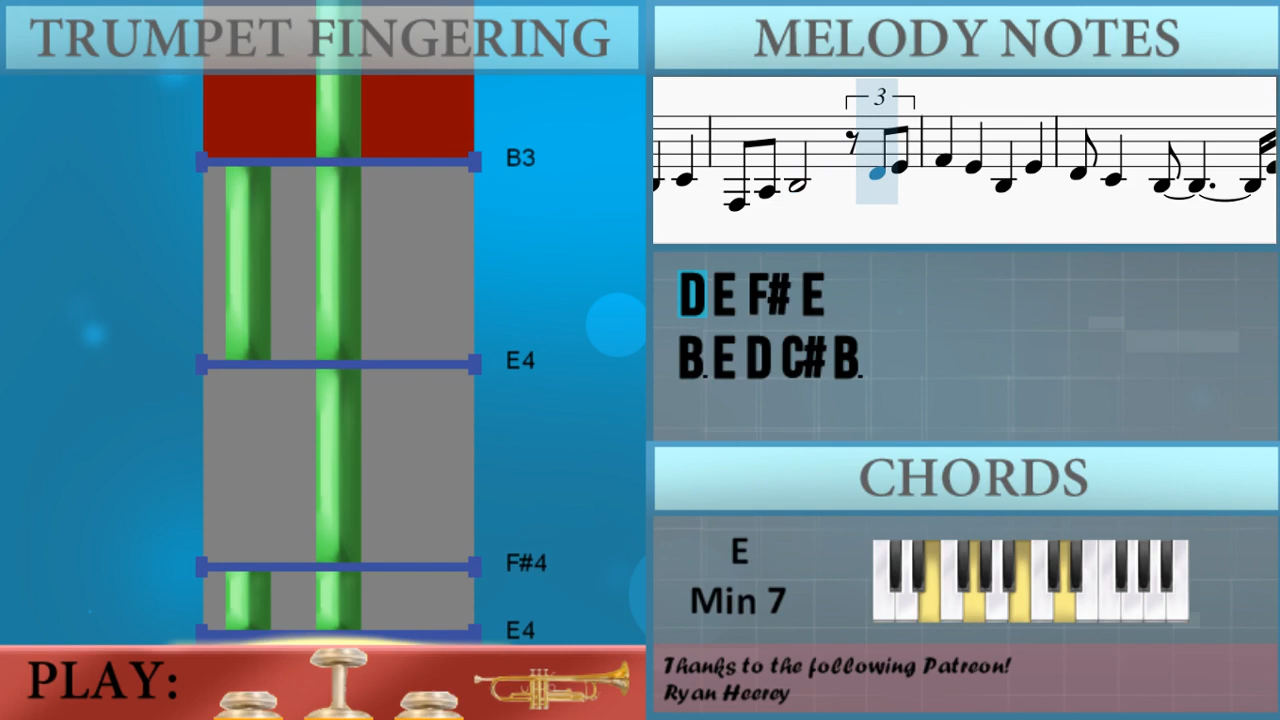 TRUMPET FINGERING
B3
E4
F#4
E4
PLAY:
MELODY NOTES
3
D E F# E
B. E D C# B.
CHORDS
E
Min 7
Thanks to the following Patreon!
Ryan Heerey